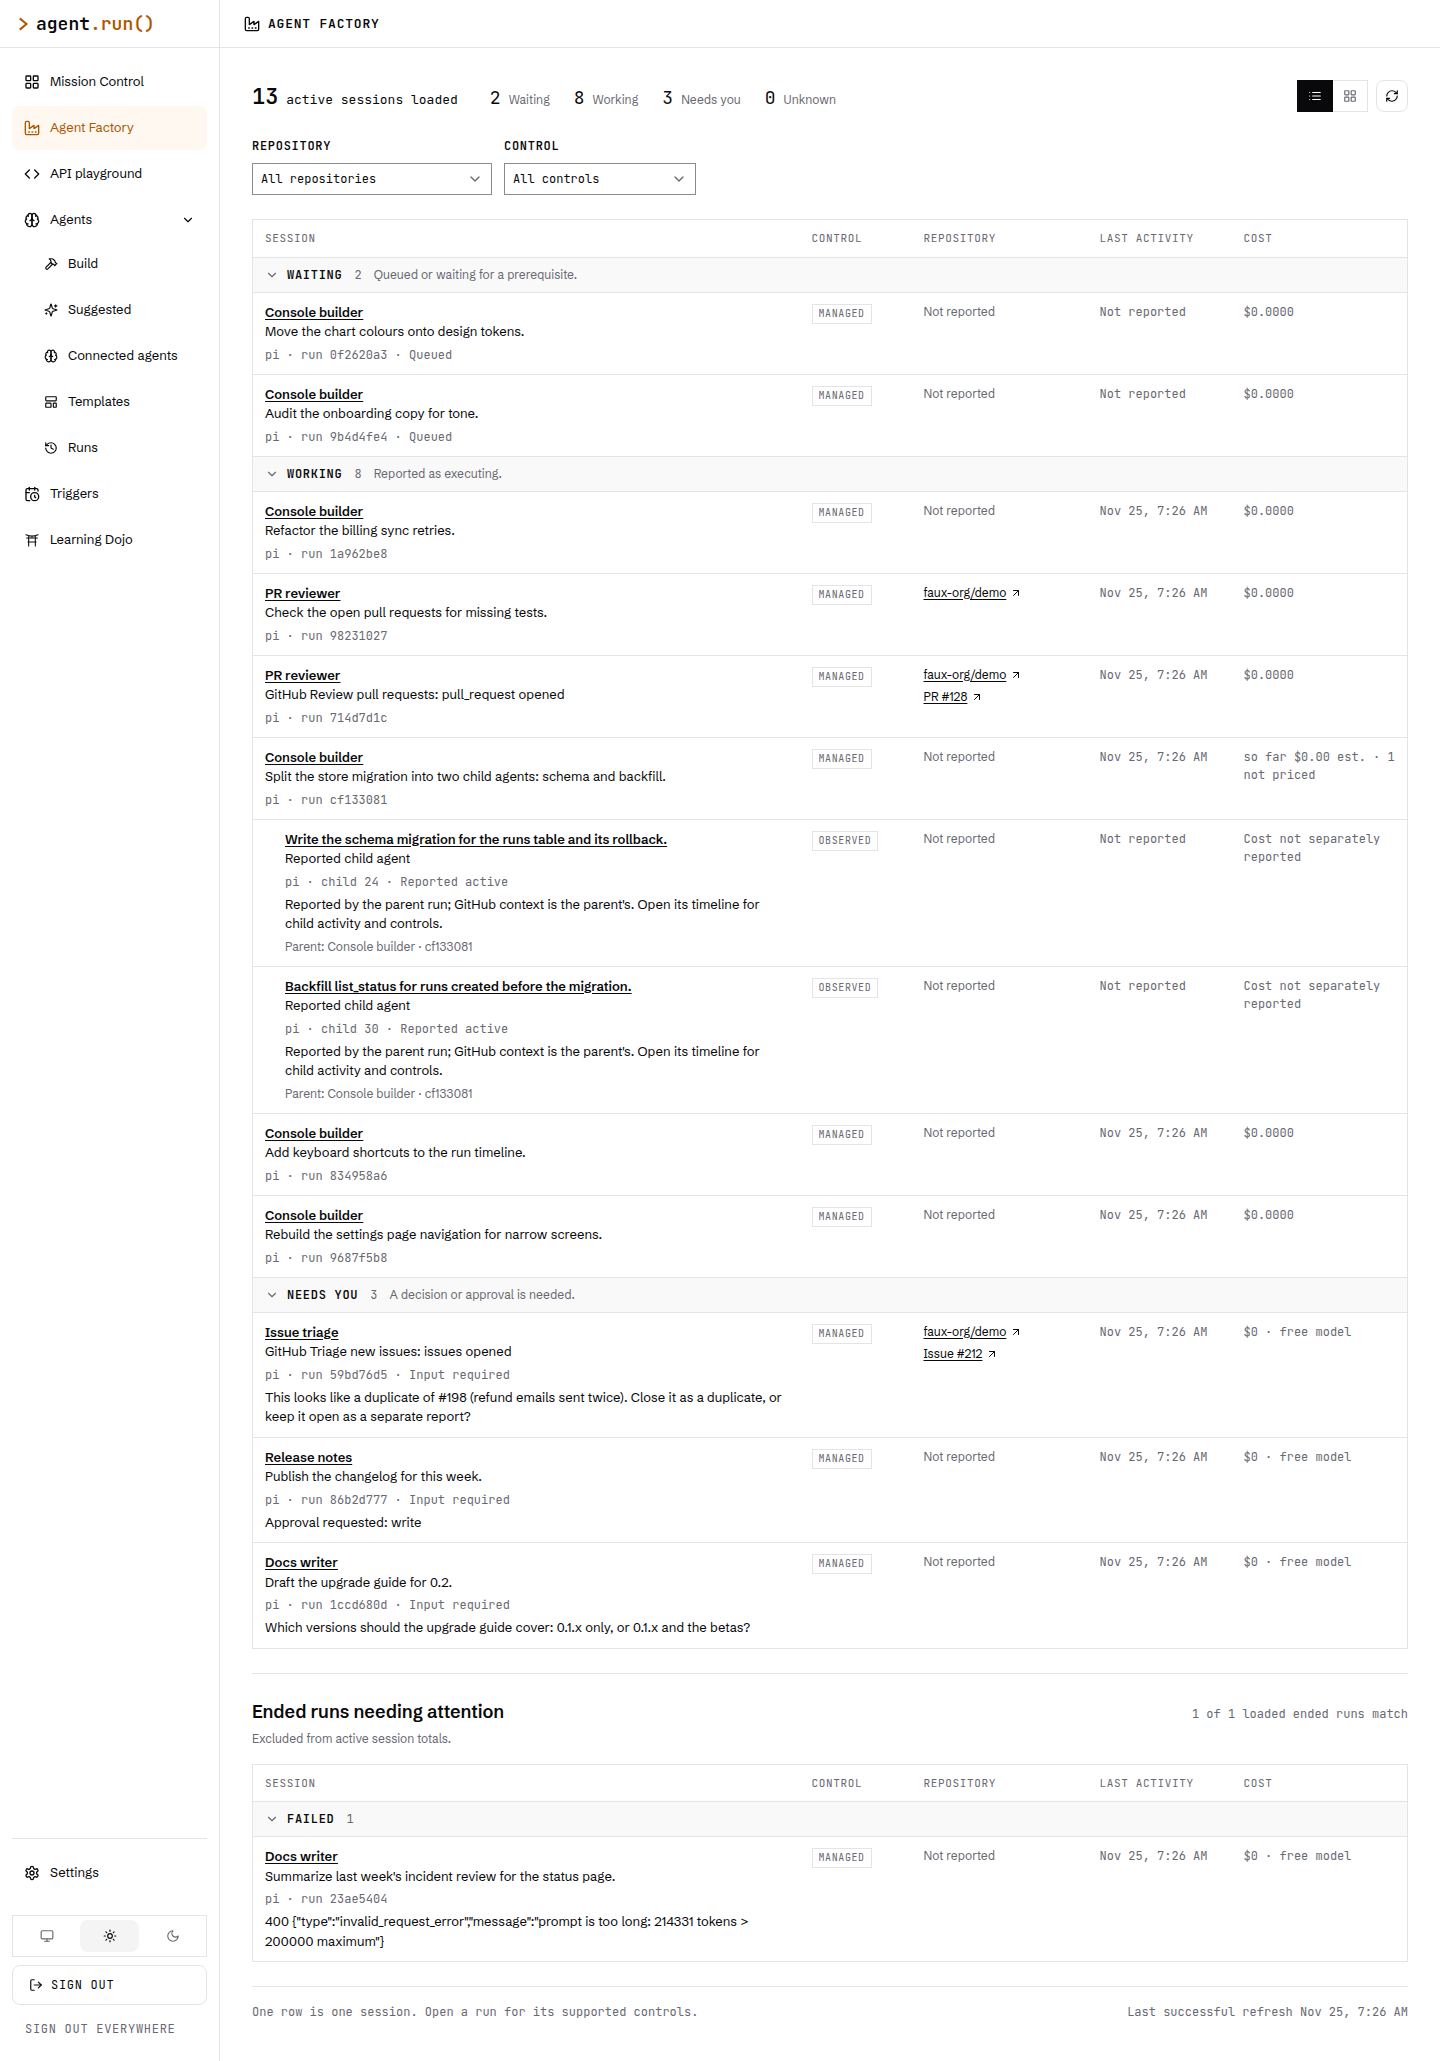 agent.run()
AGENT FACTORY
Mission Control
Agent Factory
API playground
Agents
Build
Suggested
Connected agents
Templates
Runs
Triggers
Learning Dojo
13 active sessions loaded 2 Waiting 8 Working 3 Needs you 0 Unknown
REPOSITORY CONTROL
All repositories All controls
SESSION CONTROL REPOSITORY LAST ACTIVITY COST
WAITING 2 Queued or waiting for a prerequisite.
Console builder MANAGED Not reported Not reported $0.0000
Move the chart colours onto design tokens.
pi · run 0f2620a3 · Queued
Console builder MANAGED Not reported Not reported $0.0000
Audit the onboarding copy for tone.
pi · run 9b4d4fe4 · Queued
WORKING 8 Reported as executing.
Console builder MANAGED Not reported Nov 25, 7:26 AM $0.0000
Refactor the billing sync retries.
pi · run 1a962be8
PR reviewer MANAGED faux-org/demo Nov 25, 7:26 AM $0.0000
Check the open pull requests for missing tests.
pi · run 98231027
PR reviewer MANAGED faux-org/demo Nov 25, 7:26 AM $0.0000
GitHub Review pull requests: pull_request opened PR #128
pi · run 714d7d1c
Console builder MANAGED Not reported Nov 25, 7:26 AM so far $0.00 est. · 1
Split the store migration into two child agents: schema and backfill. not priced
pi · run cf133081
Write the schema migration for the runs table and its rollback. OBSERVED Not reported Not reported Cost not separately
Reported child agent reported
pi · child 24 · Reported active
Reported by the parent run; GitHub context is the parent's. Open its timeline for
child activity and controls.
Parent: Console builder · cf133081
Backfill list_status for runs created before the migration. OBSERVED Not reported Not reported Cost not separately
Reported child agent reported
pi · child 30 · Reported active
Reported by the parent run; GitHub context is the parent's. Open its timeline for
child activity and controls.
Parent: Console builder · cf133081
Console builder MANAGED Not reported Nov 25, 7:26 AM $0.0000
Add keyboard shortcuts to the run timeline.
pi · run 834958a6
Console builder MANAGED Not reported Nov 25, 7:26 AM $0.0000
Rebuild the settings page navigation for narrow screens.
pi · run 9687f5b8
NEEDS YOU 3 A decision or approval is needed.
Issue triage MANAGED faux-org/demo Nov 25, 7:26 AM $0 · free model
GitHub Triage new issues: issues opened Issue #212
pi · run 59bd76d5 · Input required
This looks like a duplicate of #198 (refund emails sent twice). Close it as a duplicate, or
keep it open as a separate report?
Release notes MANAGED Not reported Nov 25, 7:26 AM $0 · free model
Publish the changelog for this week.
pi · run 86b2d777 · Input required
Approval requested: write
Docs writer MANAGED Not reported Nov 25, 7:26 AM $0 · free model
Draft the upgrade guide for 0.2.
pi · run 1ccd680d · Input required
Which versions should the upgrade guide cover: 0.1.x only, or 0.1.x and the betas?
Ended runs needing attention 1 of 1 loaded ended runs match
Excluded from active session totals.
SESSION CONTROL REPOSITORY LAST ACTIVITY COST
FAILED 1
Docs writer MANAGED Not reported Nov 25, 7:26 AM $0 · free model
Summarize last week's incident review for the status page.
pi · run 23ae5404
400 {"type":"invalid_request_error","message":"prompt is too long: 214331 tokens >
200000 maximum"}
One row is one session. Open a run for its supported controls. Last successful refresh Nov 25, 7:26 AM
Settings
SIGN OUT
SIGN OUT EVERYWHERE